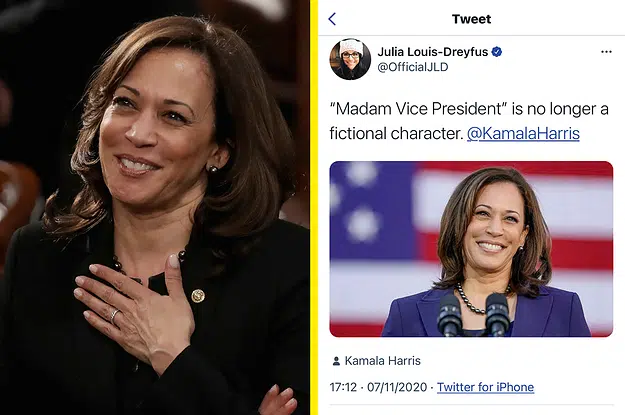 Tweet
Julia Louis-Dreyfus
@OfficialJLD
“Madam Vice President” is no longer a
fictional character. @KamalaHarris
Kamala Harris
17:12 · 07/11/2020 · Twitter for iPhone